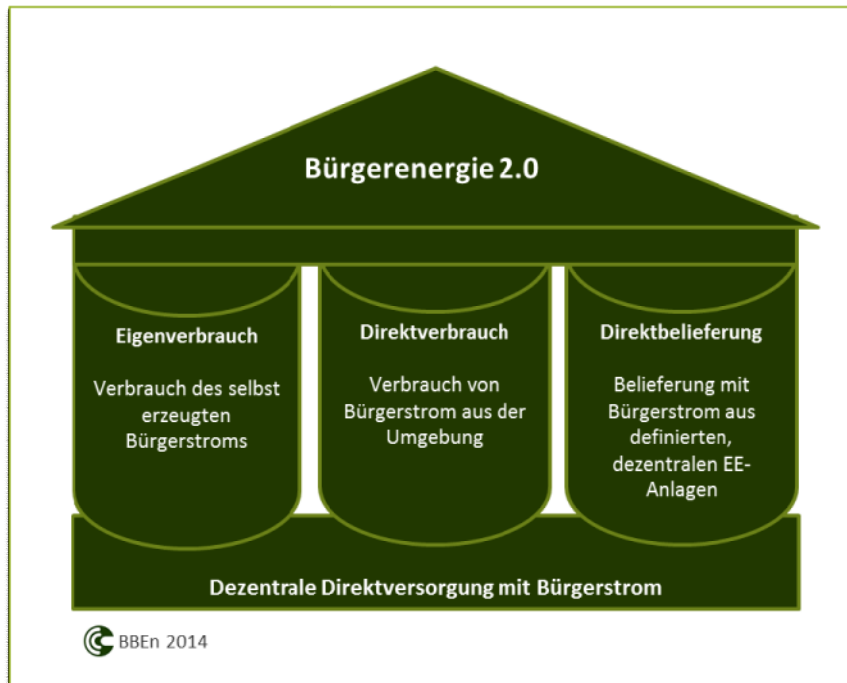 Bürgerenergie 2.0
Eigenverbrauch
Verbrauch des selbst
erzeugten
Bürgerstroms
Direktverbrauch
Verbrauch von
Bürgerstrom aus der
Umgebung
Direktbelieferung
Belieferung mit
Bürgerstrom aus
definierten,
dezentralen EE-
Anlagen
Dezentrale Direktversorgung mit Bürgerstrom
BBEn 2014